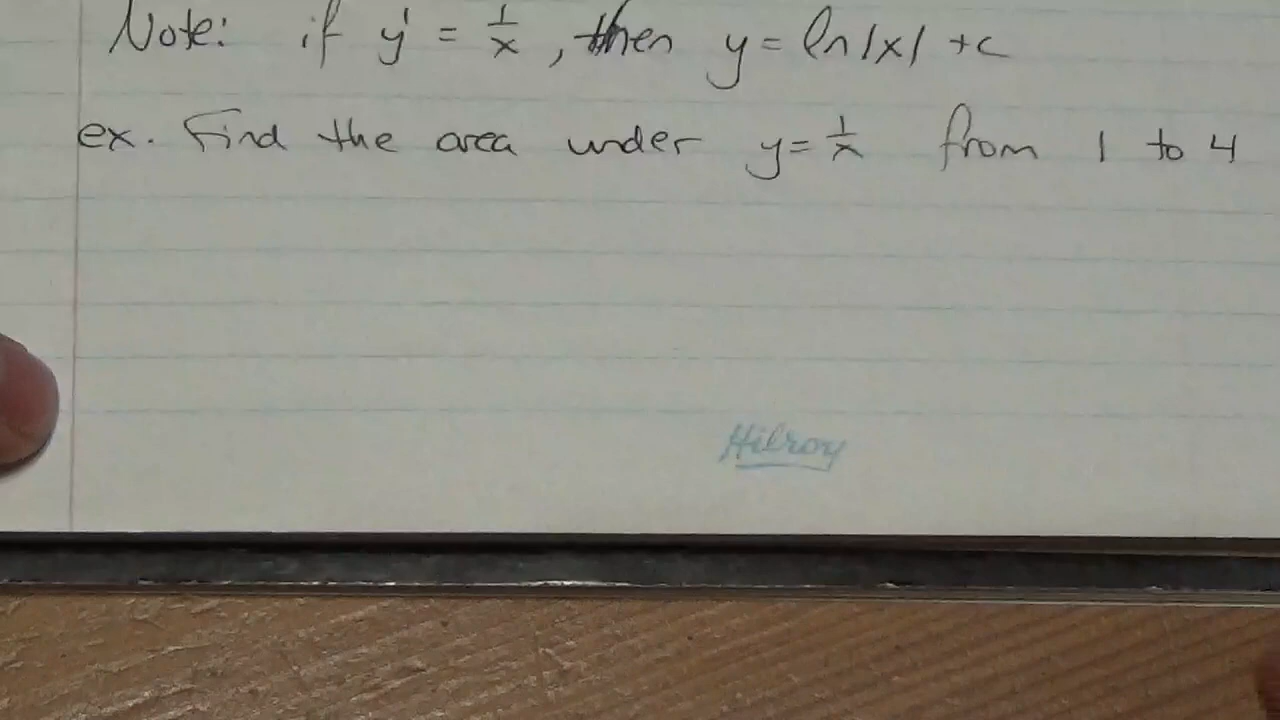 Note: if y' = 1/x, then y = ln|x| + c
ex. Find the area under y = 1/x from 1 to 4
Hilroy